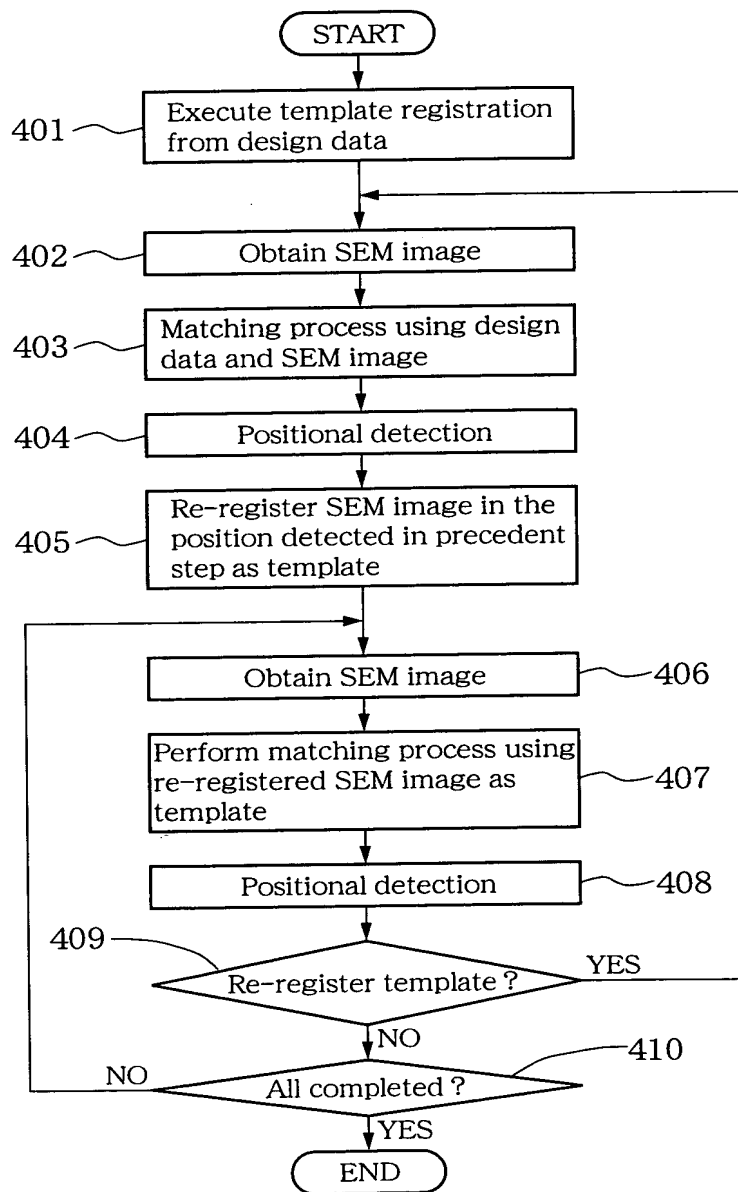 START
401
Execute template registration
from design data
402
Obtain SEM image
403
Matching process using design
data and SEM image
404
Positional detection
405
Re-register SEM image in the
position detected in precedent
step as template
Obtain SEM image
406
Perform matching process using
re-registered SEM image as
template
407
Positional detection
408
409
Re-register template ?
YES
NO
410
NO
All completed ?
YES
END